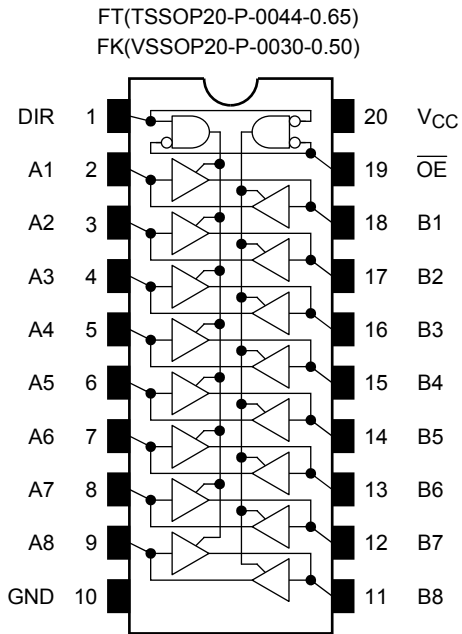 FT(TSSOP20-P-0044-0.65)
FK(VSSOP20-P-0030-0.50)
DIR 1 20 VCC
A1 2 19 O̅E̅
A2 3 18 B1
A3 4 17 B2
A4 5 16 B3
A5 6 15 B4
A6 7 14 B5
A7 8 13 B6
A8 9 12 B7
GND 10 11 B8